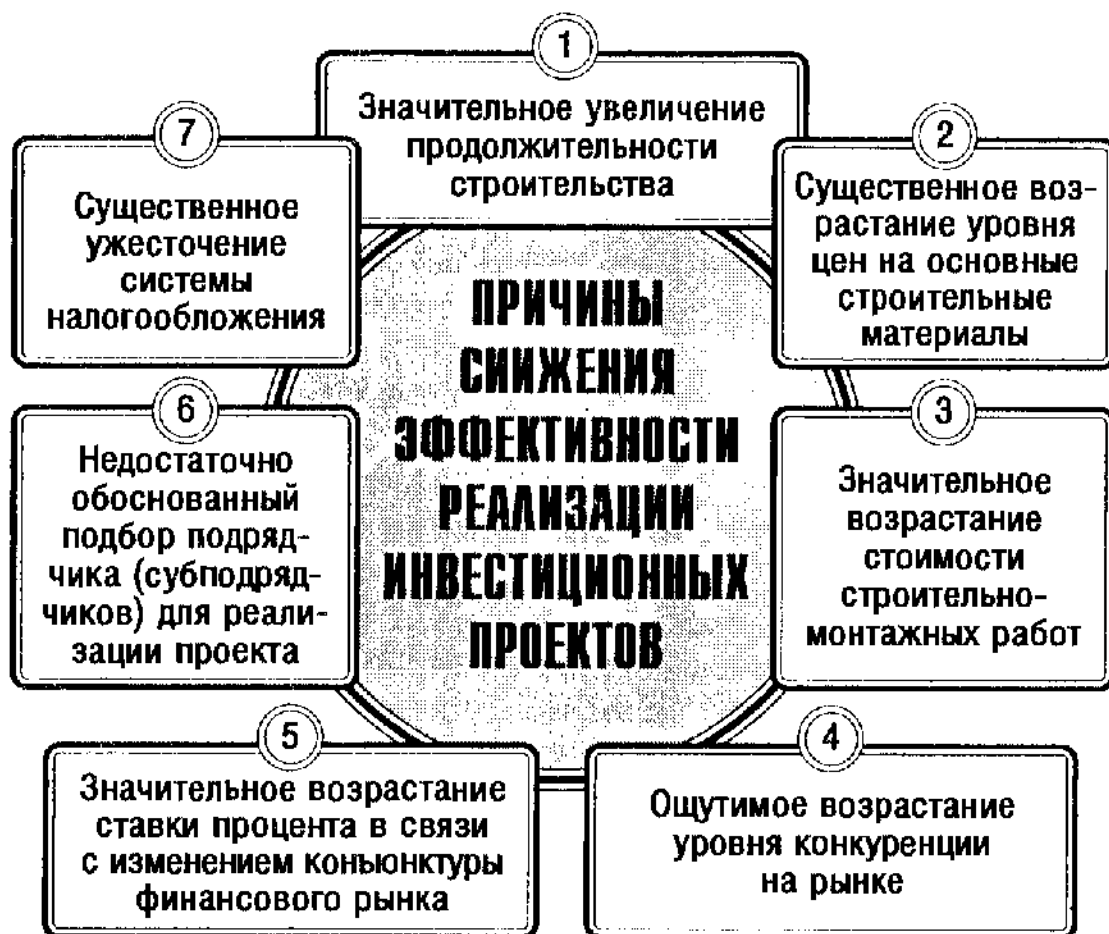 ПРИЧИНЫ
СНИЖЕНИЯ
ЭФФЕКТИВНОСТИ
РЕАЛИЗАЦИИ
ИНВЕСТИЦИОННЫХ
ПРОЕКТОВ
1
Значительное увеличение
продолжительности
строительства
2
Существенное воз-
растание уровня
цен на основные
строительные
материалы
3
Значительное
возрастание
стоимости
строительно-
монтажных работ
4
Ощутимое возрастание
уровня конкуренции
на рынке
5
Значительное возрастание
ставки процента в связи
с изменением конъюнктуры
финансового рынка
6
Недостаточно
обоснованный
подбор подряд-
чика (субподряд-
чиков) для реали-
зации проекта
7
Существенное
ужесточение
системы
налогообложения